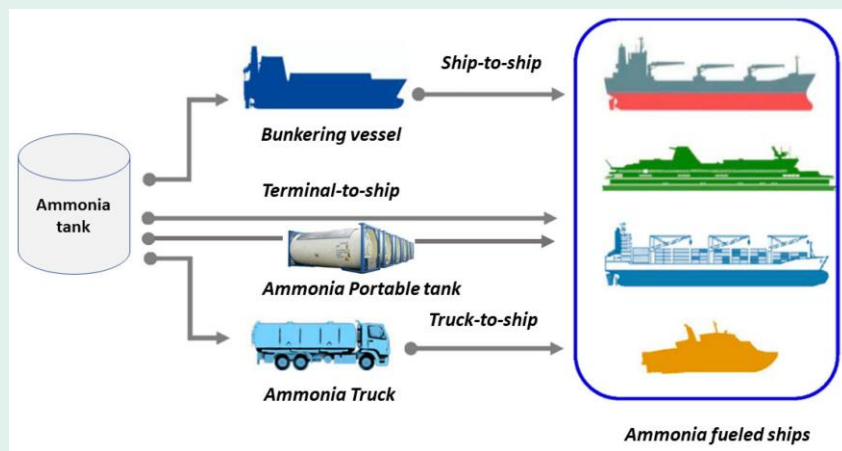 Ship-to-ship
Bunkering vessel
Ammonia
tank
Terminal-to-ship
Ammonia Portable tank
Truck-to-ship
Ammonia Truck
Ammonia fueled ships